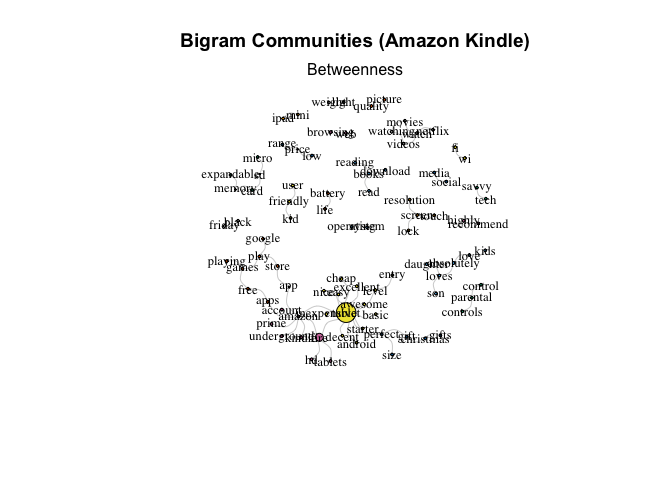 Bigram Communities (Amazon Kindle)
Betweenness
picture
weight light
quality
mini
ipad
movies
browsing web
watching netflix
watch
videos
range
price
low
fi
wi
micro
reading
download
books
expandable sd
media
social
memory card
user
battery
read
savvy
friendly
life
resolution
tech
kid
screen touch
black
friday
operating system
highly
recommend
lock
google
play
kids
love
playing
store
daughter absolutely
games
loves
cheap
entry
free
app
excellent
nice easy
level
son
control
parental
apps
awesome
account
amazon
inexpensive
tablet
basic
controls
prime
starter
underground
kindle fire
decent
perfect
gift
gifts
christmas
android
size
hd
tablets